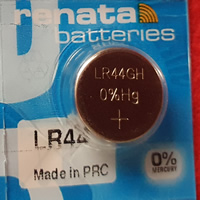 renata
batteries
LR44GH
0%Hg
+
LR44
Made in PRC
0%
MERCURY